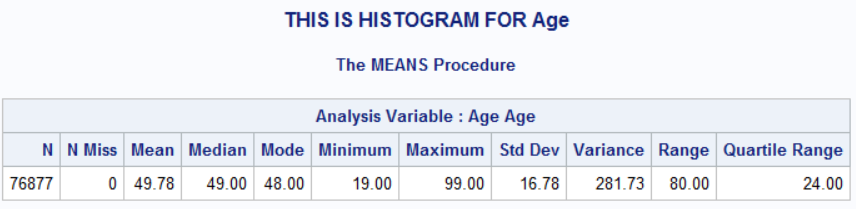 THIS IS HISTOGRAM FOR Age
The MEANS Procedure
Analysis Variable : Age Age
N N Miss Mean Median Mode Minimum Maximum Std Dev Variance Range Quartile Range
76877 0 49.78 49.00 48.00 19.00 99.00 16.78 281.73 80.00 24.00